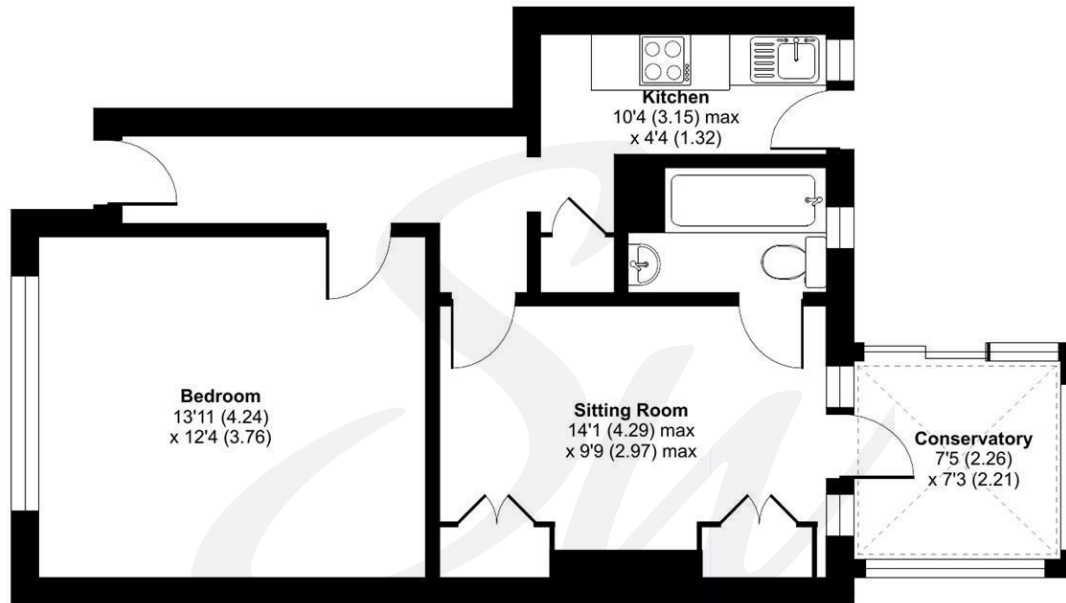 Kitchen
10'4 (3.15) max
x 4'4 (1.32)
Bedroom
13'11 (4.24)
x 12'4 (3.76)
Sitting Room
14'1 (4.29) max
x 9'9 (2.97) max
Conservatory
7'5 (2.26)
x 7'3 (2.21)
Sw